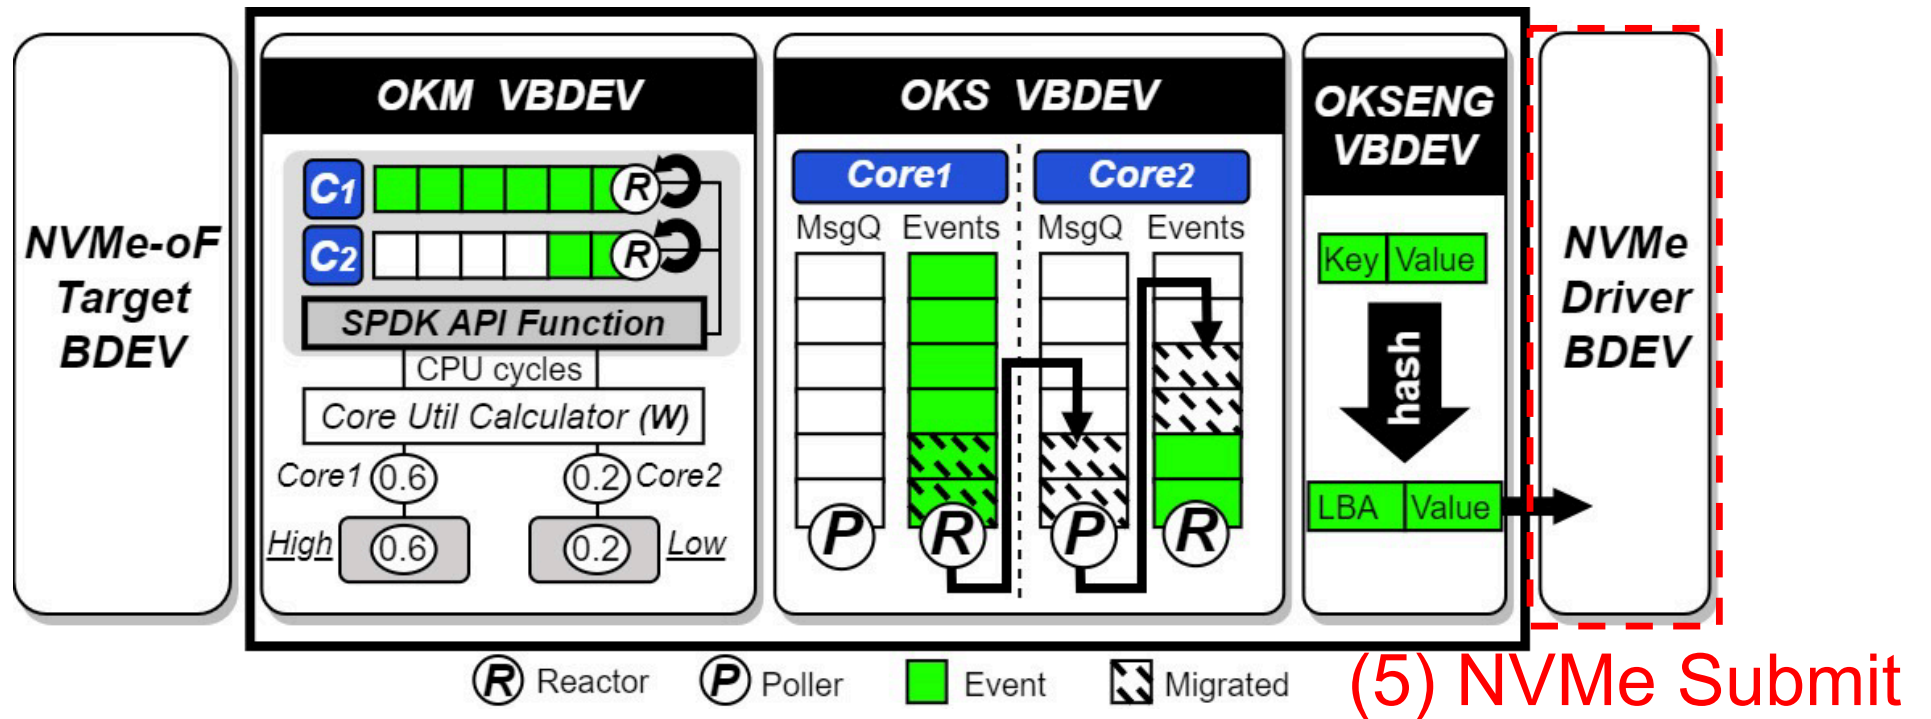 NVMe-oF
Target
BDEV
OKM VBDEV
C1
R
C2
R
SPDK API Function
CPU cycles
Core Util Calculator (W)
Core1 0.6 0.2 Core2
High 0.6 0.2 Low
OKS VBDEV
Core1 Core2
MsgQ Events MsgQ Events
P R P R
OKSENG
VBDEV
Key Value
hash
LBA Value
NVMe
Driver
BDEV
R Reactor P Poller Event Migrated
(5) NVMe Submit